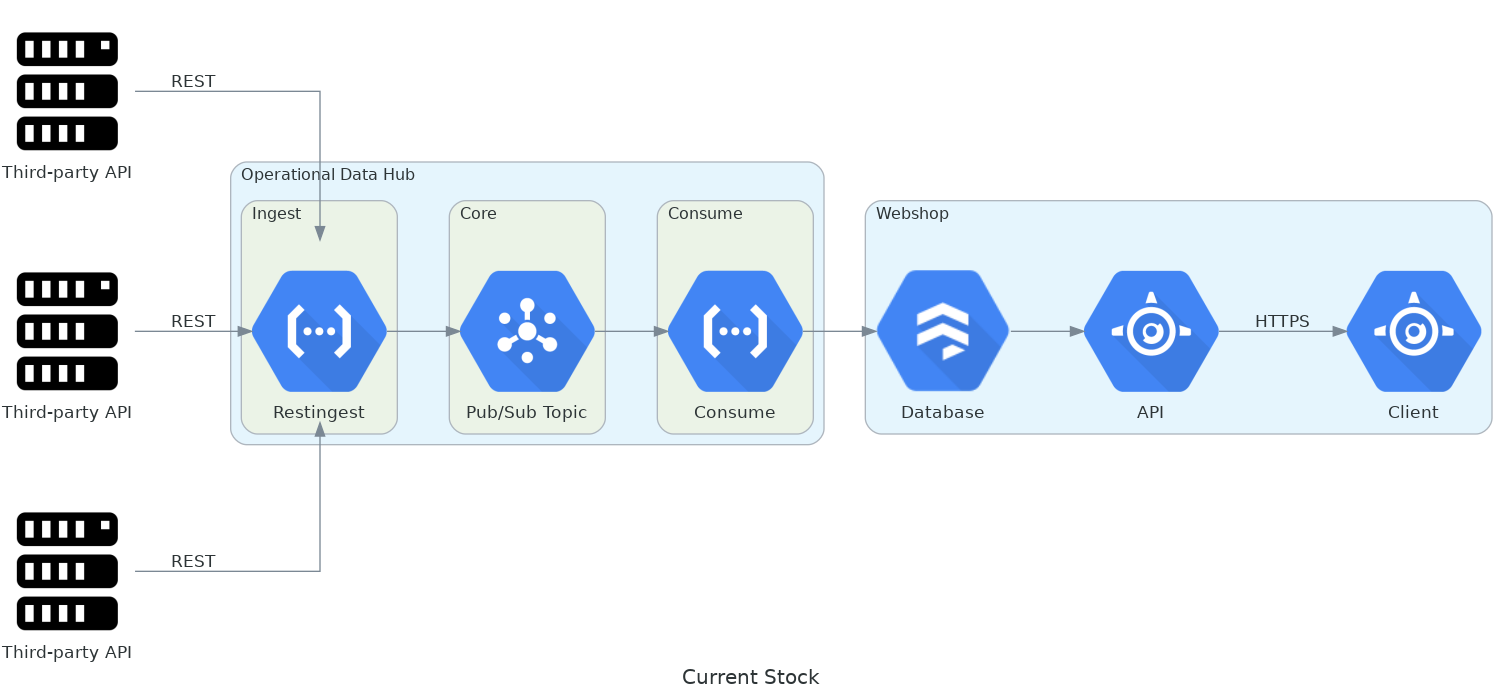 REST
Third-party API
Operational Data Hub
Ingest
Core
Consume
Webshop
REST
HTTPS
Third-party API
Restingest
Pub/Sub Topic
Consume
Database
API
Client
REST
Third-party API
Current Stock